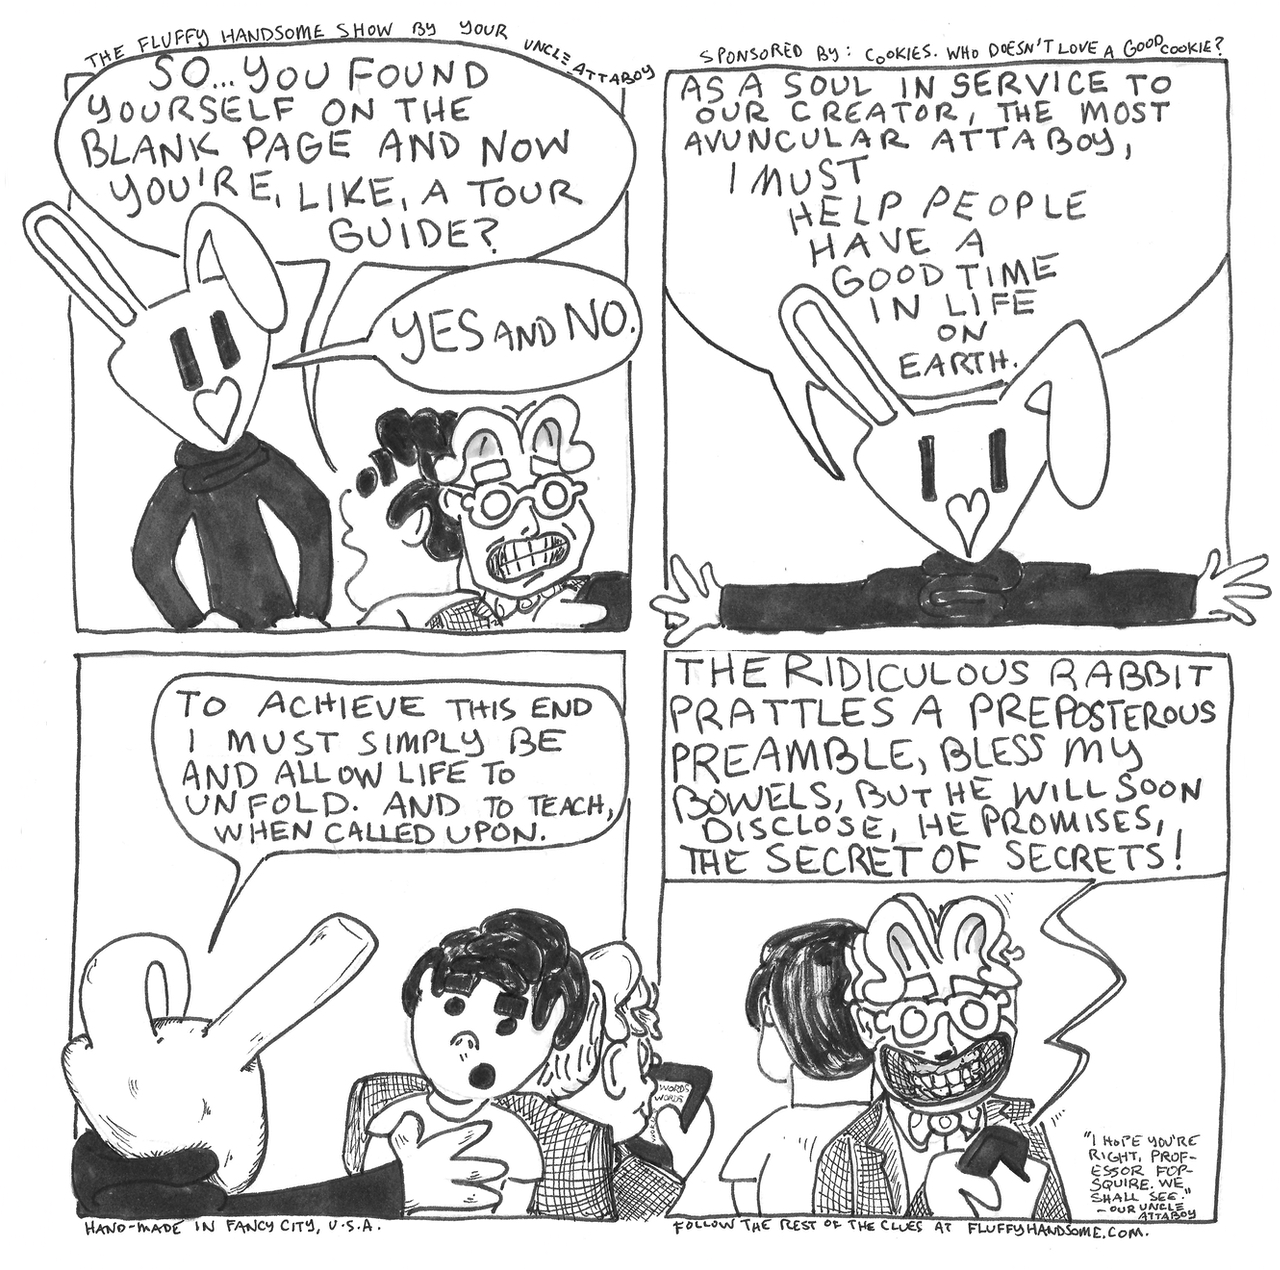 THE FLUFFY HANDSOME SHOW BY YOUR UNCLE ATTABOY
SO...YOU FOUND
YOURSELF ON THE
BLANK PAGE AND NOW
YOU'RE, LIKE, A TOUR
GUIDE?
YES AND NO.
SPONSORED BY: COOKIES. WHO DOESN'T LOVE A GOOD COOKIE?
AS A SOUL IN SERVICE TO
OUR CREATOR, THE MOST
AVUNCULAR ATTABOY,
I MUST
HELP PEOPLE
HAVE A
GOOD TIME
IN LIFE
ON
EARTH.
TO ACHIEVE THIS END
I MUST SIMPLY BE
AND ALLOW LIFE TO
UNFOLD. AND TO TEACH,
WHEN CALLED UPON.
WORDS
WORDS
WORDS
HAND-MADE IN FANCY CITY, U.S.A.
THE RIDICULOUS RABBIT
PRATTLES A PREPOSTEROUS
PREAMBLE, BLESS MY
BOWELS, BUT HE WILL SOON
DISCLOSE, HE PROMISES,
THE SECRET OF SECRETS!
"I HOPE YOU'RE
RIGHT, PROF-
ESSOR FOP-
SQUIRE. WE
SHALL SEE."
- OUR UNCLE
ATTABOY
FOLLOW THE REST OF THE CLUES AT FLUFFYHANDSOME.COM.